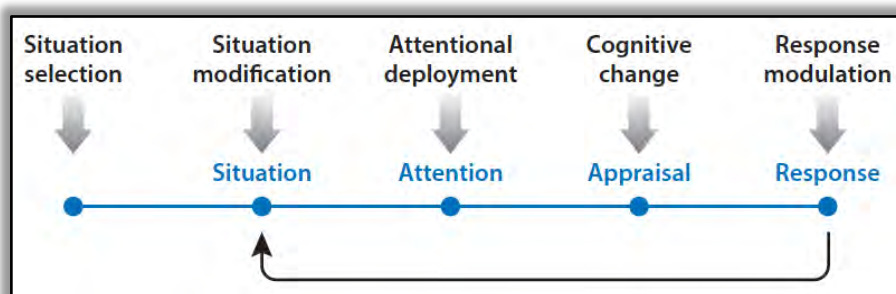 Situation
selection
Situation
modification
Attentional
deployment
Cognitive
change
Response
modulation
Situation
Attention
Appraisal
Response